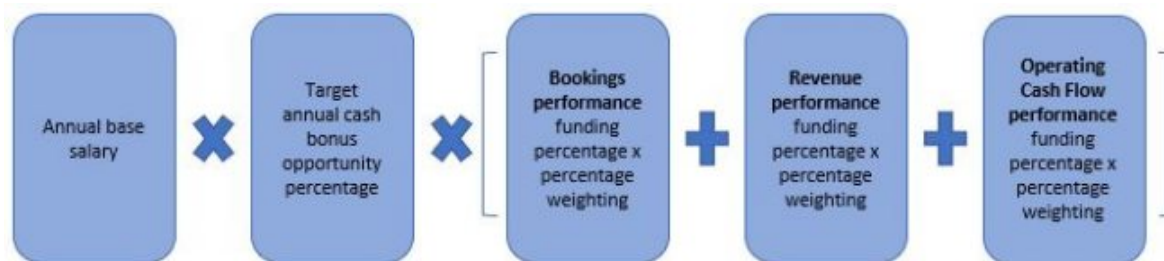 Annual base
salary
Target
annual cash
bonus
opportunity
percentage
Bookings
performance
funding
percentage x
percentage
weighting
Revenue
performance
funding
percentage x
percentage
weighting
Operating
Cash Flow
performance
funding
percentage x
percentage
weighting